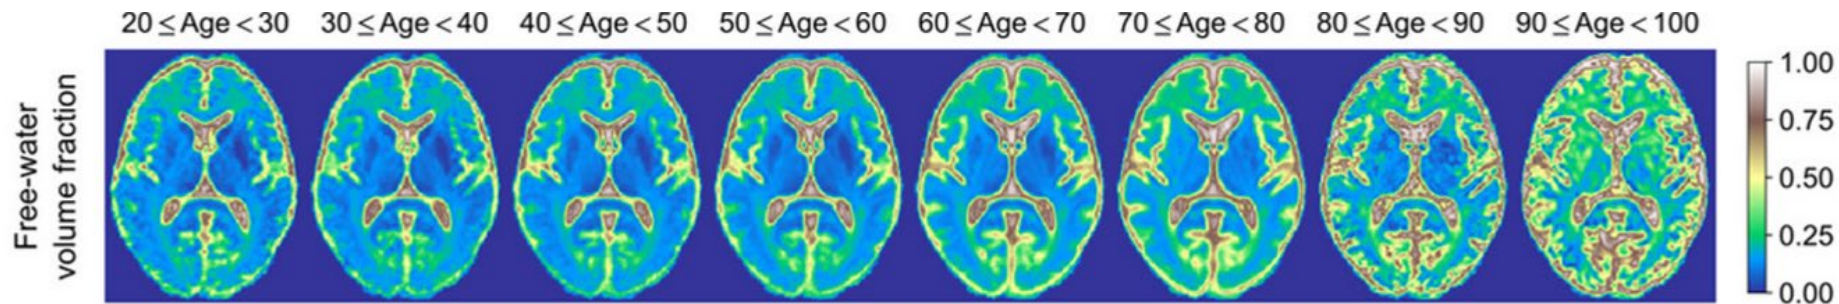 20 ≤ Age < 30 30 ≤ Age < 40 40 ≤ Age < 50 50 ≤ Age < 60 60 ≤ Age < 70 70 ≤ Age < 80 80 ≤ Age < 90 90 ≤ Age < 100
Free-water
volume fraction
1.00
0.75
0.50
0.25
0.00